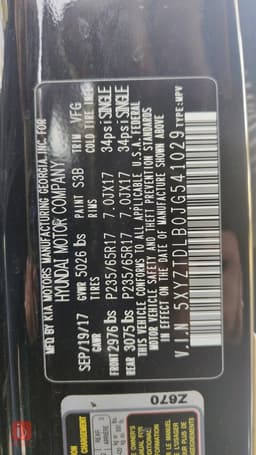 MFD BY KIA MOTORS MANUFACTURING GEORGIA, INC. FOR
HYUNDAI MOTOR COMPANY
SEP/19/17 GVWR 5026 lbs PAINT S3B TRIM VFG
GAWR TIRES RIMS COLD TIRE
FRONT 2976 lbs P235/65R17 7.0JX17 34psi SINGLE
REAR 3075 lbs P235/65R17 7.0JX17 34psi SINGLE
THIS VEHICLE CONFORMS TO ALL APPLICABLE U.S.A. FEDERAL
MOTOR VEHICLE SAFETY AND THEFT PREVENTION STANDARDS
IN EFFECT ON THE DATE OF MANUFACTURE SHOWN ABOVE
V.I.N 5XYZTDLB0JG541029 TYPE:MPV
Z670